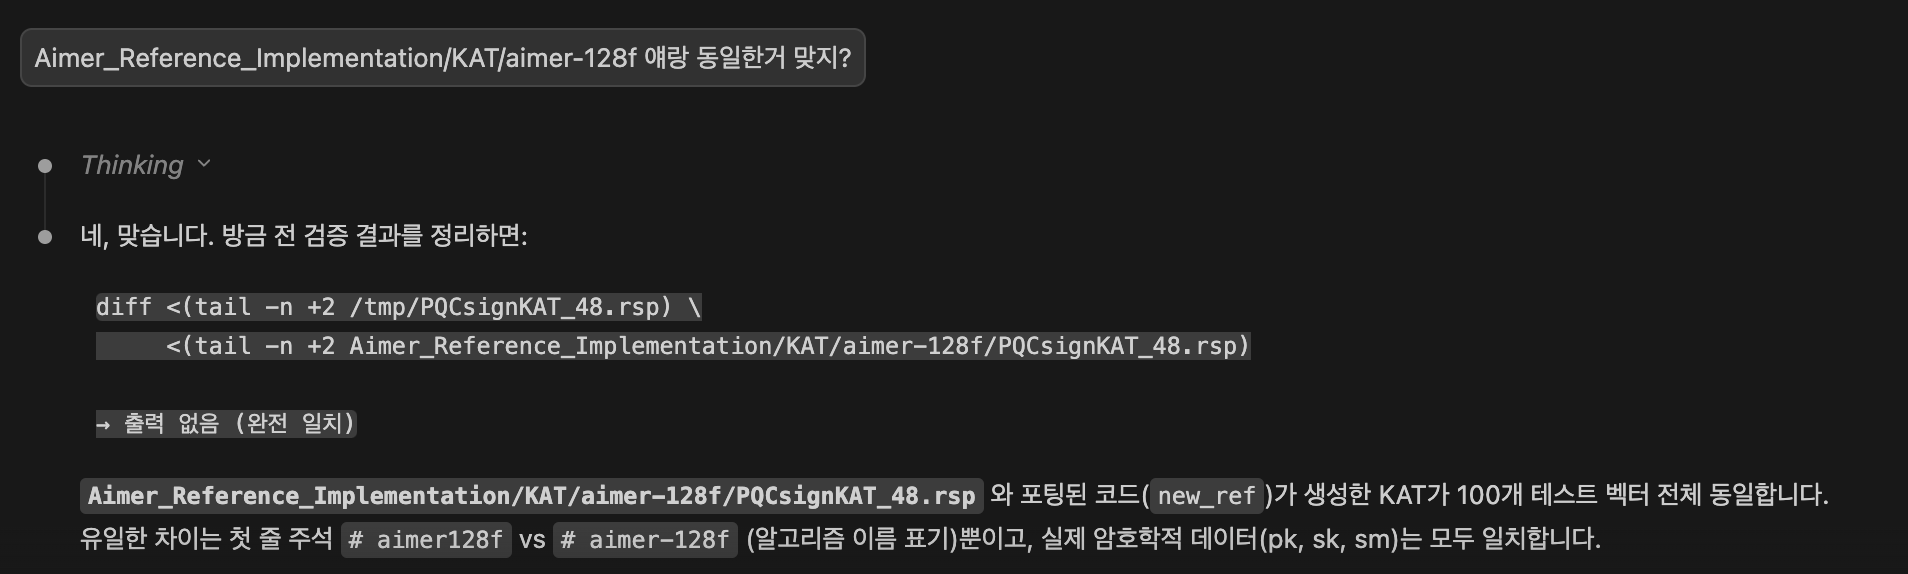 Aimer_Reference_Implementation/KAT/aimer-128f 얘랑 동일한거 맞지?
Thinking
네, 맞습니다. 방금 전 검증 결과를 정리하면:
diff <(tail -n +2 /tmp/PQCsignKAT_48.rsp) \
<(tail -n +2 Aimer_Reference_Implementation/KAT/aimer-128f/PQCsignKAT_48.rsp)
→ 출력 없음 (완전 일치)
Aimer_Reference_Implementation/KAT/aimer-128f/PQCsignKAT_48.rsp 와 포팅된 코드(new_ref)가 생성한 KAT가 100개 테스트 벡터 전체 동일합니다.
유일한 차이는 첫 줄 주석 # aimer128f vs # aimer-128f (알고리즘 이름 표기)뿐이고, 실제 암호학적 데이터(pk, sk, sm)는 모두 일치합니다.